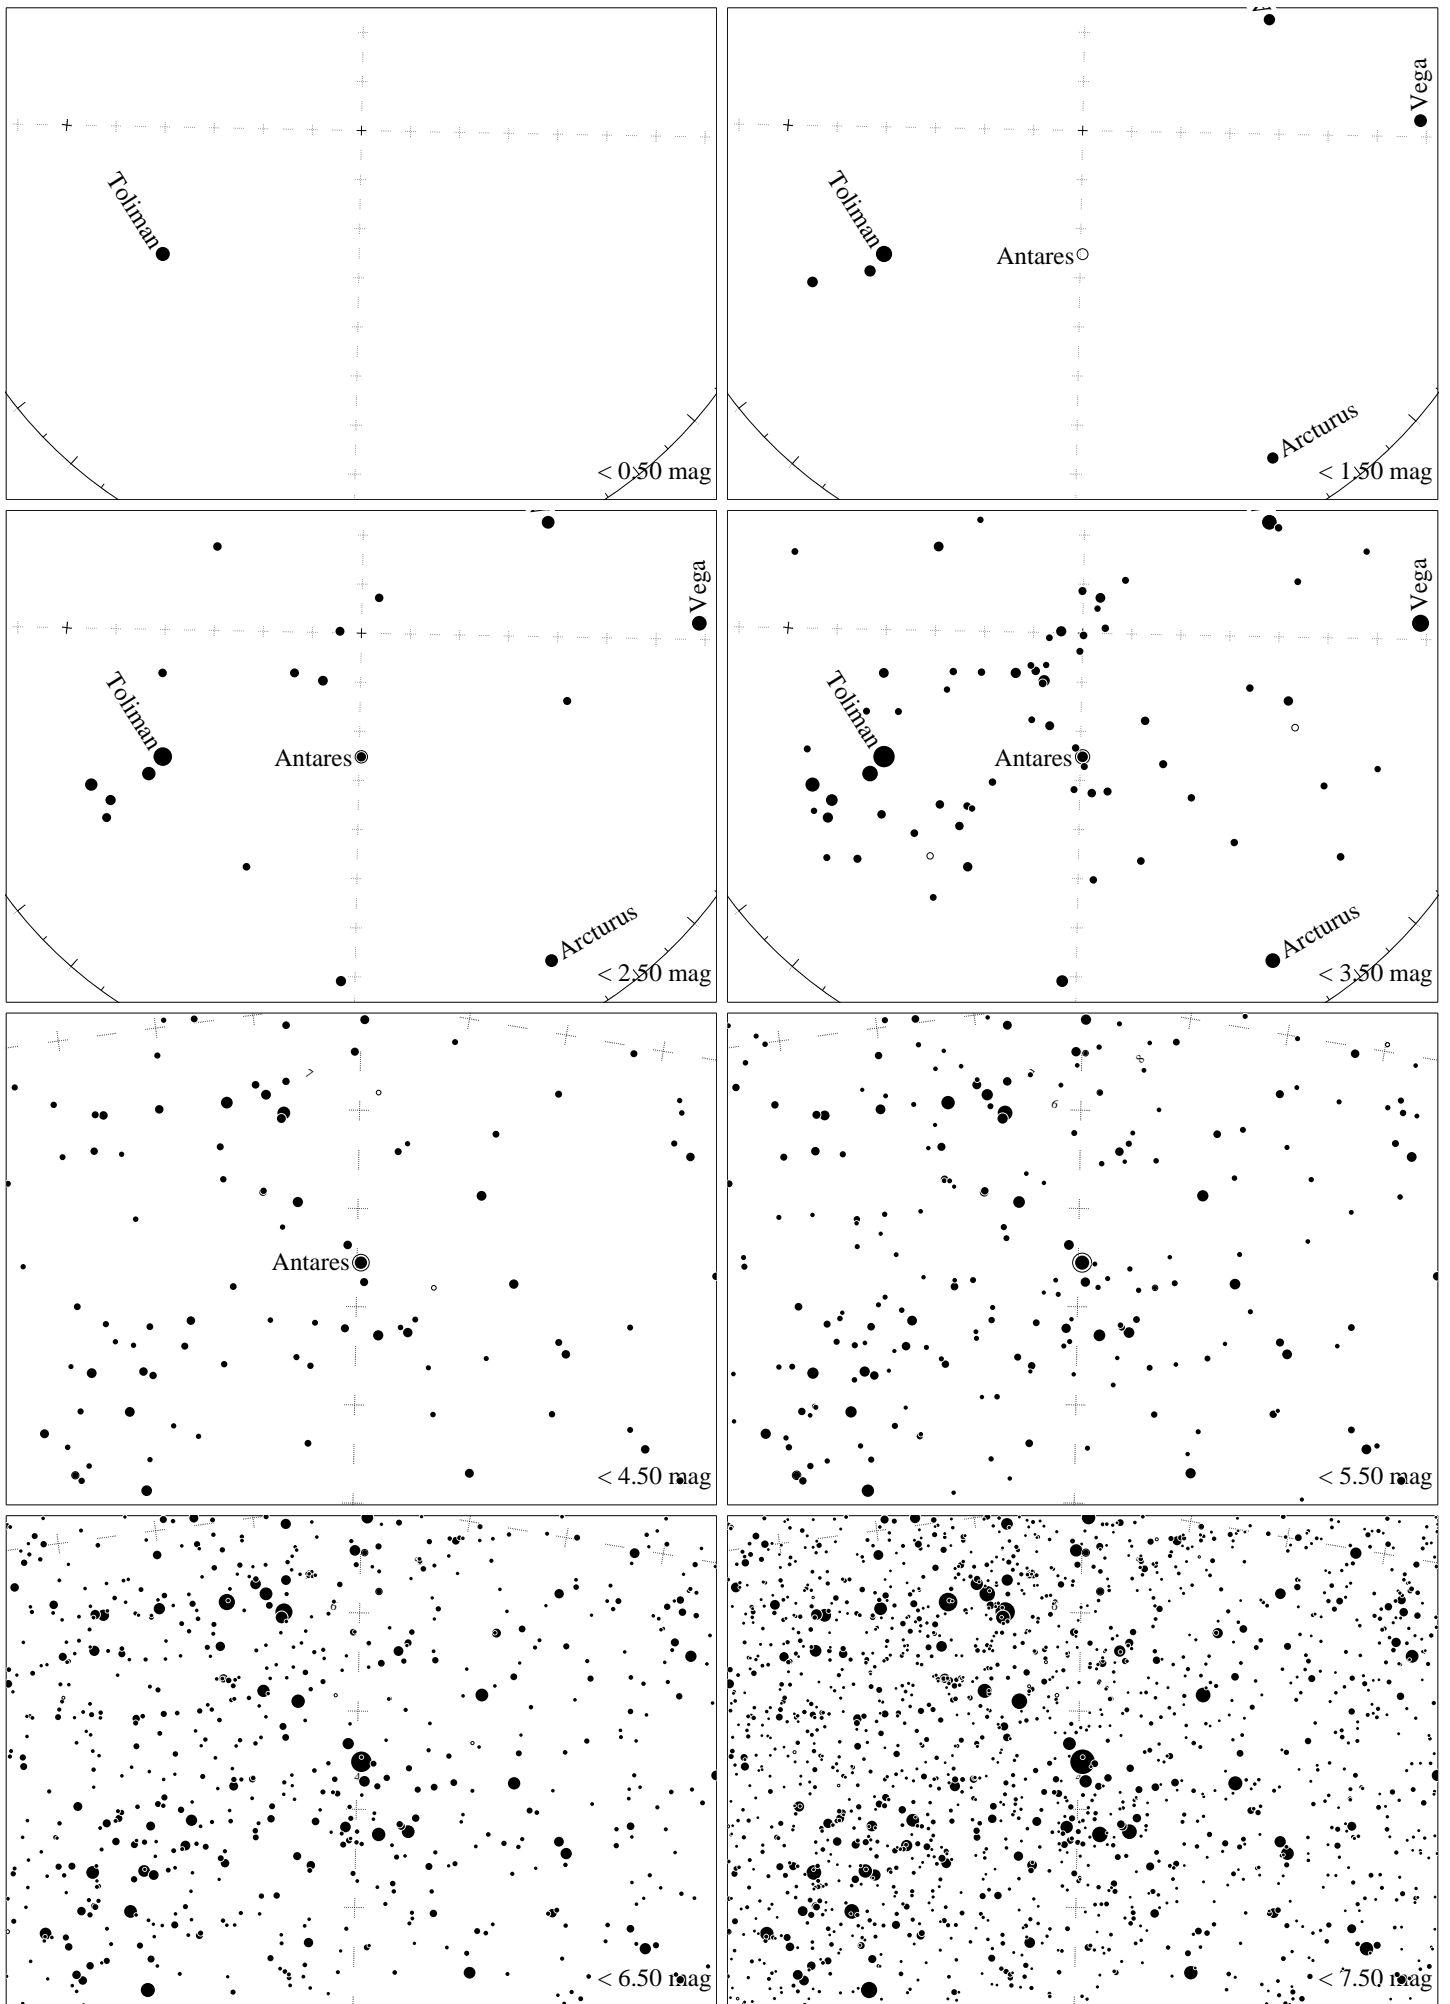 Toliman
< 0.50 mag
Vega
Toliman
Antares
Arcturus
< 1.50 mag
Vega
Toliman
Antares
Arcturus
< 2.50 mag
Vega
Toliman
Antares
Arcturus
< 3.50 mag
Antares
< 4.50 mag
8
6
< 5.50 mag
< 6.50 mag
< 7.50 mag